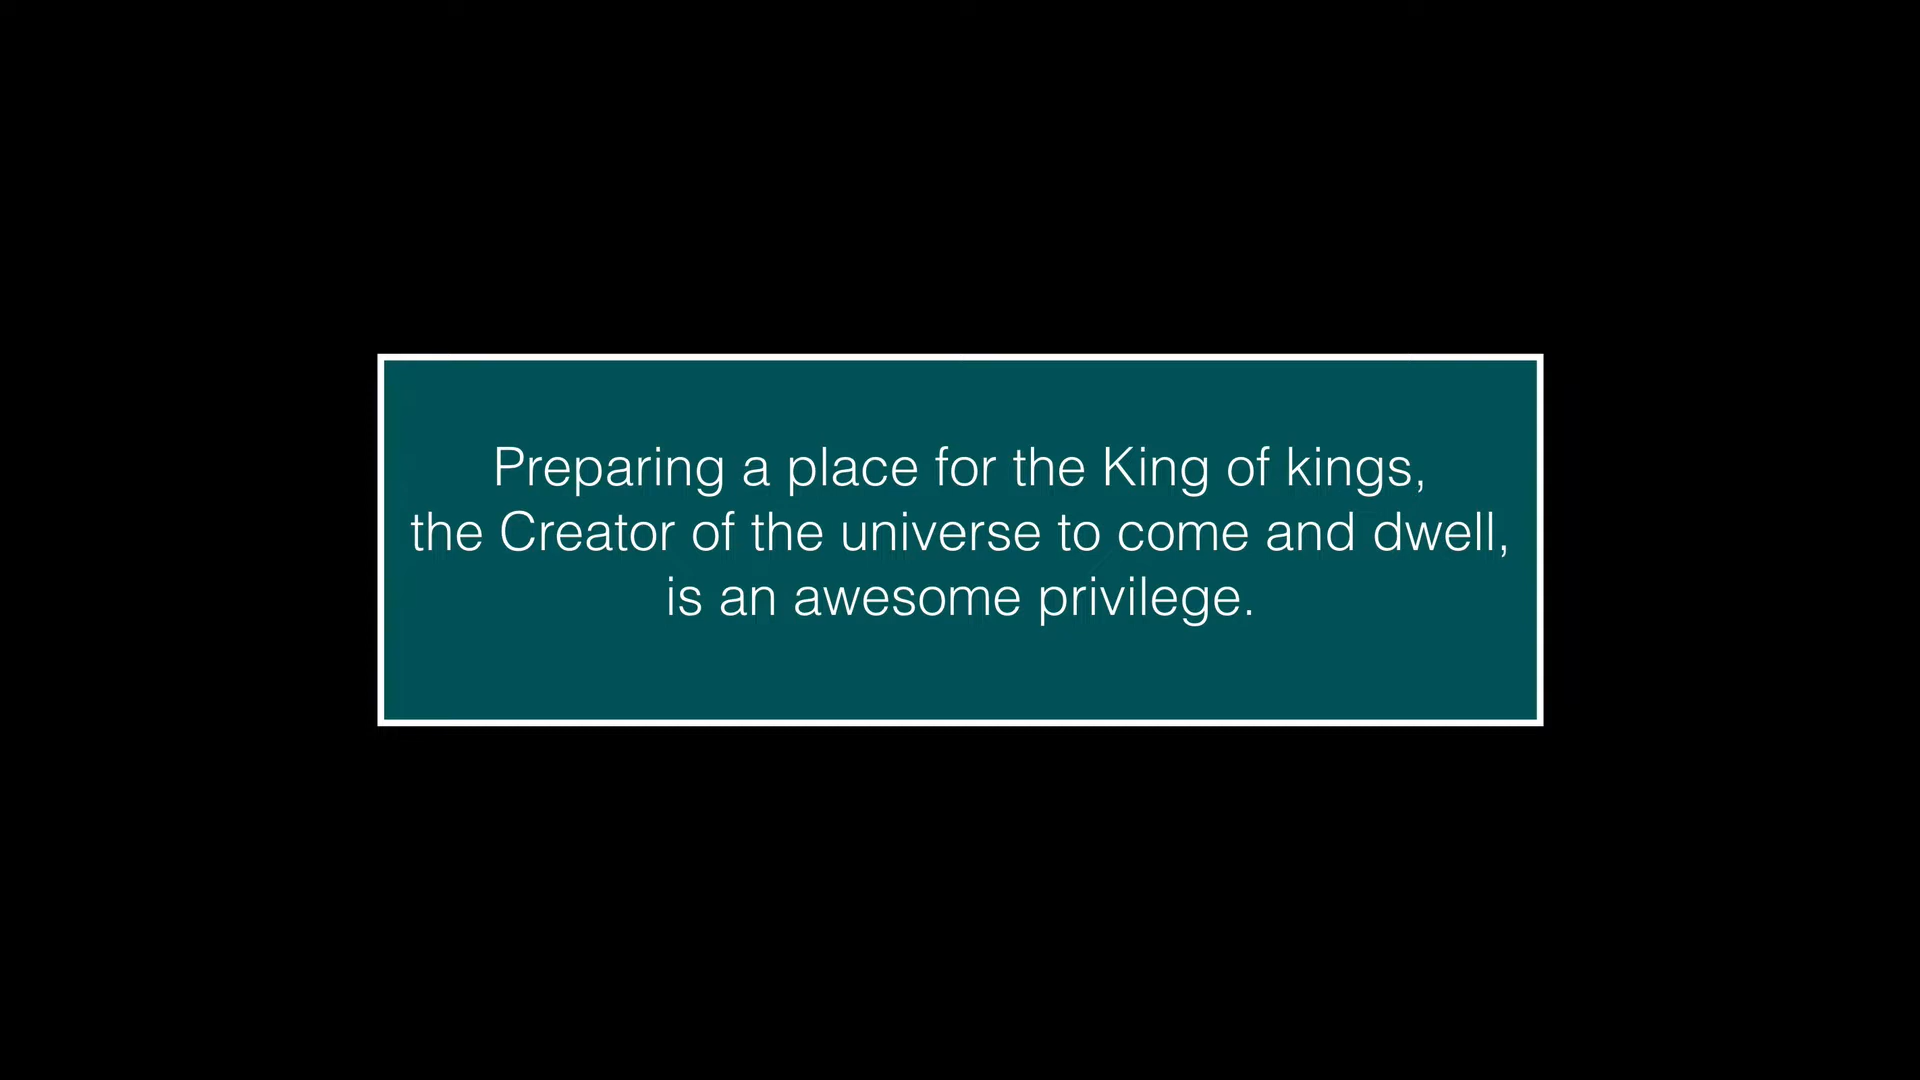 Preparing a place for the King of kings,
the Creator of the universe to come and dwell,
is an awesome privilege.